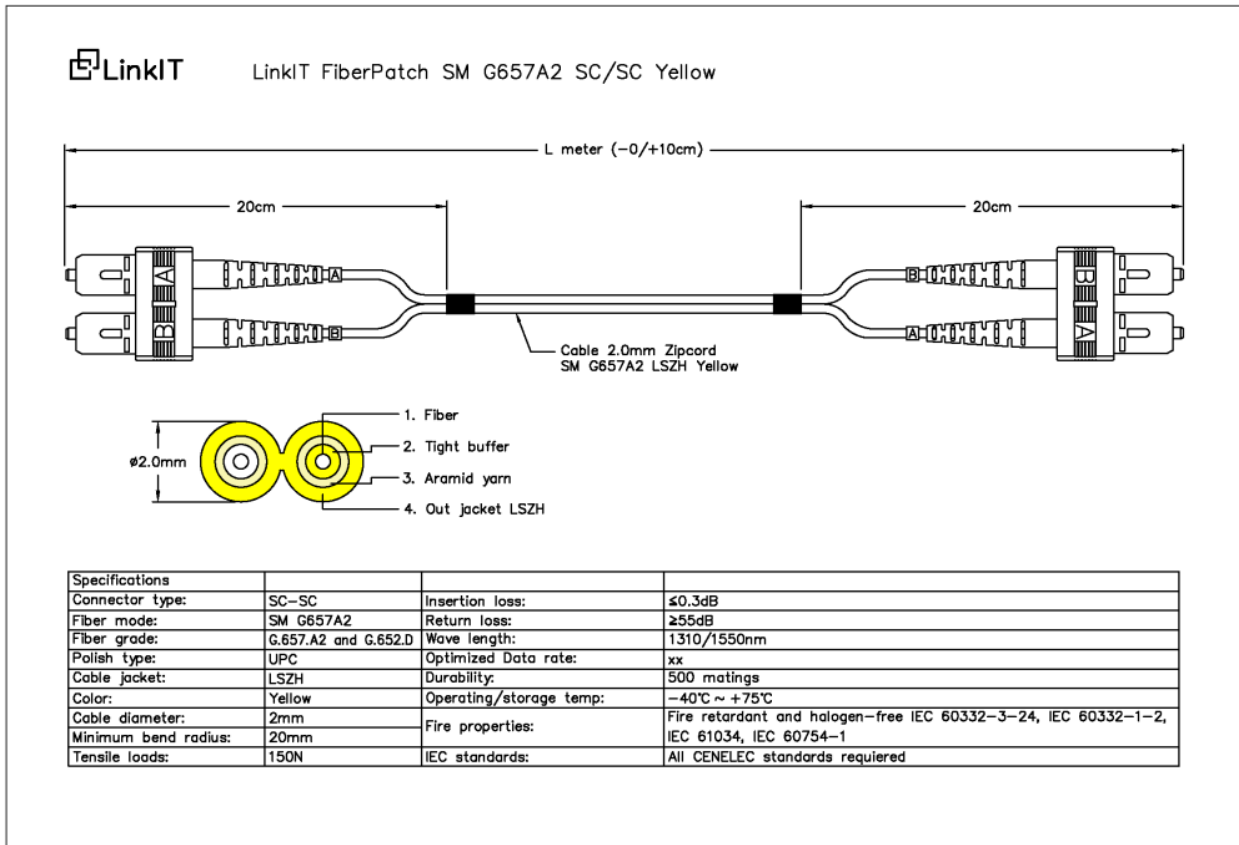 LinkIT
LinkIT FiberPatch SM G657A2 SC/SC Yellow
L meter (-0/+10cm)
20cm
20cm
A
B
A
B
B
A
B
A
Cable 2.0mm Zipcord
SM G657A2 LSZH Yellow
ø2.0mm
1. Fiber
2. Tight buffer
3. Aramid yarn
4. Out jacket LSZH
Specifications
Connector type: SC-SC Insertion loss: ≤0.3dB
Fiber mode: SM G657A2 Return loss: ≥55dB
Fiber grade: G.657.A2 and G.652.D Wave length: 1310/1550nm
Polish type: UPC Optimized Data rate: xx
Cable jacket: LSZH Durability: 500 matings
Color: Yellow Operating/storage temp: -40℃ ~ +75℃
Cable diameter: 2mm Fire properties: Fire retardant and halogen-free IEC 60332-3-24, IEC 60332-1-2,
Minimum bend radius: 20mm IEC 61034, IEC 60754-1
Tensile loads: 150N IEC standards: All CENELEC standards requiered